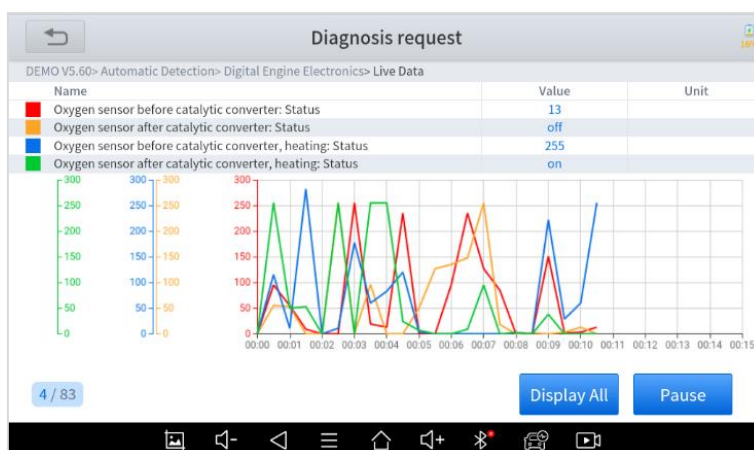 Diagnosis request
16%
DEMO V5.60> Automatic Detection> Digital Engine Electronics> Live Data
Name Value Unit
Oxygen sensor before catalytic converter: Status 13
Oxygen sensor after catalytic converter: Status off
Oxygen sensor before catalytic converter, heating: Status 255
Oxygen sensor after catalytic converter, heating: Status on
300 300 300 300
250 250 250 250
200 200 200 200
150 150 150 150
100 100 100 100
50 50 50 50
0 0 0 0
00:00 00:01 00:02 00:03 00:04 00:05 00:06 00:07 00:08 00:09 00:10 00:11 00:12 00:13 00:14 00:15
4 / 83 Display All Pause